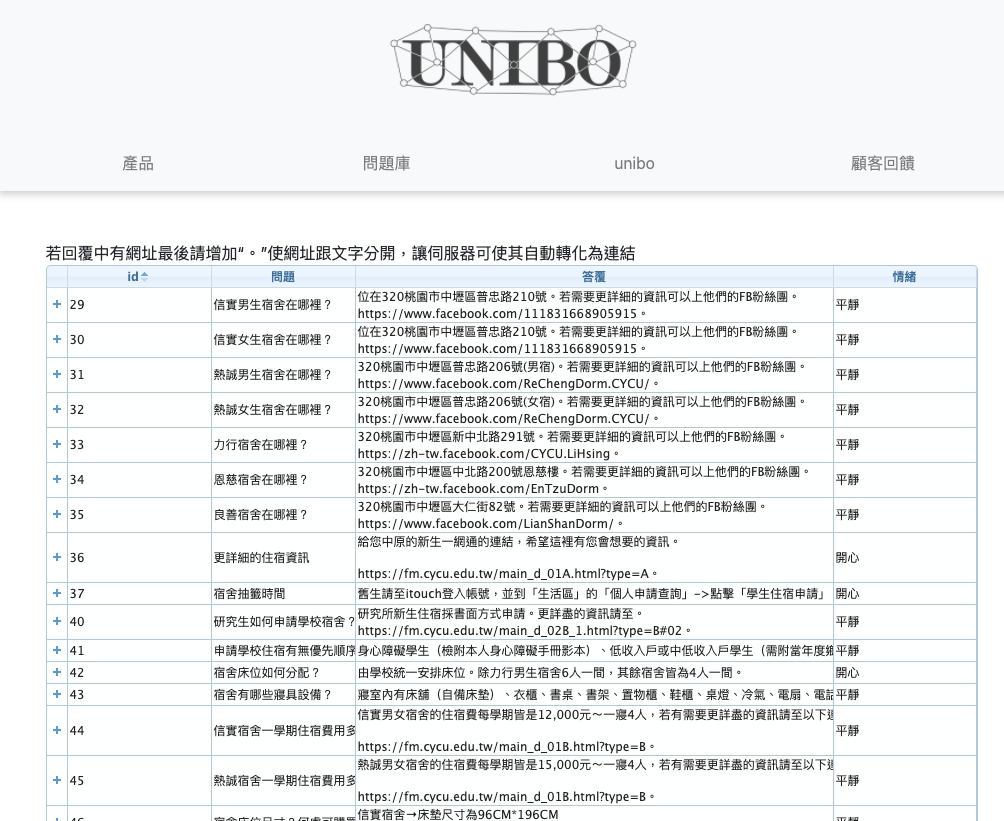 UNIBO
產品 問題庫 unibo 顧客回饋
若回覆中有網址最後請增加“。”使網址跟文字分開，讓伺服器可使其自動轉化為連結
id 問題 答覆 情緒
29 信實男生宿舍在哪裡？ 位在320桃園市中壢區普忠路210號。若需要更詳細的資訊可以上他們的FB粉絲團。 平靜
https://www.facebook.com/111831668905915。
30 信實女生宿舍在哪裡？ 位在320桃園市中壢區普忠路210號。若需要更詳細的資訊可以上他們的FB粉絲團。 平靜
https://www.facebook.com/111831668905915。
31 熱誠男生宿舍在哪裡？ 320桃園市中壢區普忠路206號(男宿)。若需要更詳細的資訊可以上他們的FB粉絲團。 平靜
https://www.facebook.com/ReChengDorm.CYCU/。
32 熱誠女生宿舍在哪裡？ 320桃園市中壢區普忠路206號(女宿)。若需要更詳細的資訊可以上他們的FB粉絲團。 平靜
https://www.facebook.com/ReChengDorm.CYCU/。
33 力行宿舍在哪裡？ 320桃園市中壢區新中北路291號。若需要更詳細的資訊可以上他們的FB粉絲團。 平靜
https://zh-tw.facebook.com/CYCU.LiHsing。
34 恩慈宿舍在哪裡？ 320桃園市中壢區中北路200號恩慈樓。若需要更詳細的資訊可以上他們的FB粉絲團。 平靜
https://zh-tw.facebook.com/EnTzuDorm。
35 良善宿舍在哪裡？ 320桃園市中壢區大仁街82號。若需要更詳細的資訊可以上他們的FB粉絲團。 平靜
https://www.facebook.com/LianShanDorm/。
36 更詳細的住宿資訊 給您中原的新生一網通的連結，希望這裡有您會想要的資訊。 開心
https://fm.cycu.edu.tw/main_d_01A.html?type=A。
37 宿舍抽籤時間 舊生請至itouch登入帳號，並到「生活區」的「個人申請查詢」->點擊「學生住宿申請」 開心
40 研究生如何申請學校宿舍？ 研究所新生住宿採書面方式申請。更詳盡的資訊請至。 平靜
https://fm.cycu.edu.tw/main_d_02B_1.html?type=B#02。
41 申請學校住宿有無優先順序 身心障礙學生（檢附本人身心障礙手冊影本）、低收入戶或中低收入戶學生（需附當年度鄉 平靜
42 宿舍床位如何分配？ 由學校統一安排床位。除力行男生宿舍6人一間，其餘宿舍皆為4人一間。 開心
43 宿舍有哪些寢具設備？ 寢室內有床舖（自備床墊）、衣櫃、書桌、書架、置物櫃、鞋櫃、桌燈、冷氣、電扇、電話 平靜
44 信實宿舍一學期住宿費用多 信實男女宿舍的住宿費每學期皆是12,000元～一寢4人，若有需要更詳盡的資訊請至以下連 平靜
https://fm.cycu.edu.tw/main_d_01B.html?type=B。
45 熱誠宿舍一學期住宿費用多 熱誠男女宿舍的住宿費每學期皆是15,000元～一寢4人，若有需要更詳盡的資訊請至以下連 平靜
https://fm.cycu.edu.tw/main_d_01B.html?type=B。
信實宿舍→床墊尺寸為96CM*196CM